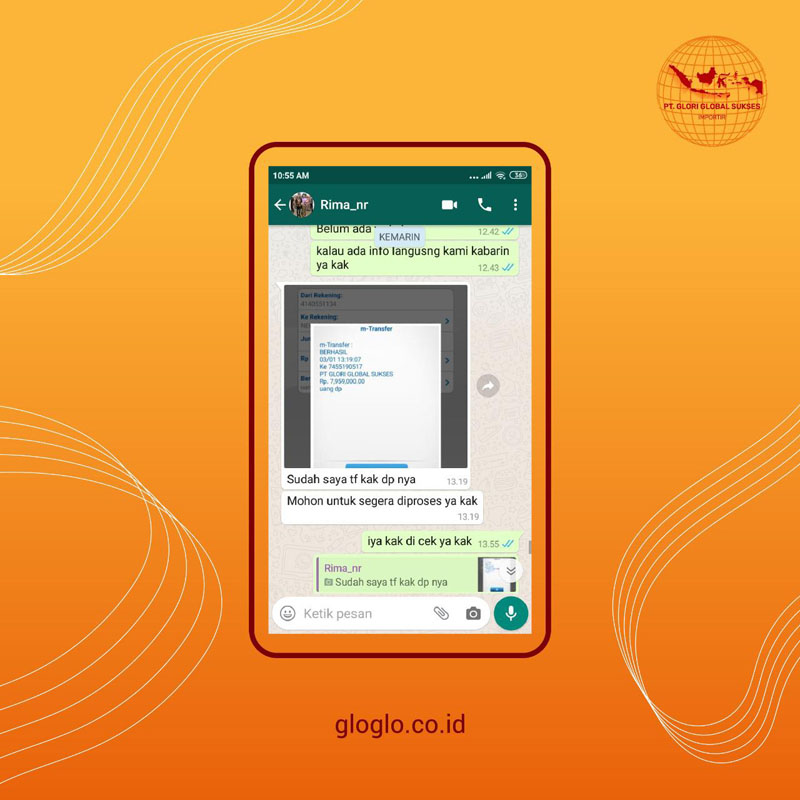 PT. GLORI GLOBAL SUKSES
IMPORTIR
10:55 AM
36
Rima_nr
Belum ada
12.42
KEMARIN
kalau ada info langusng kami kabarin
ya kak
12.43
Dari Rekening:
Ke Rekening:
m-Transfer
m-Transfer :
BERHASIL
03/01 13:19:07
Ke 7455190517
PT GLORI GLOBAL SUKSES
Rp. 7,959,000.00
uang dp
Sudah saya tf kak dp nya
13.19
Mohon untuk segera diproses ya kak
13.19
iya kak di cek ya kak
13.55
Rima_nr
Sudah saya tf kak dp nya
Ketik pesan
gloglo.co.id